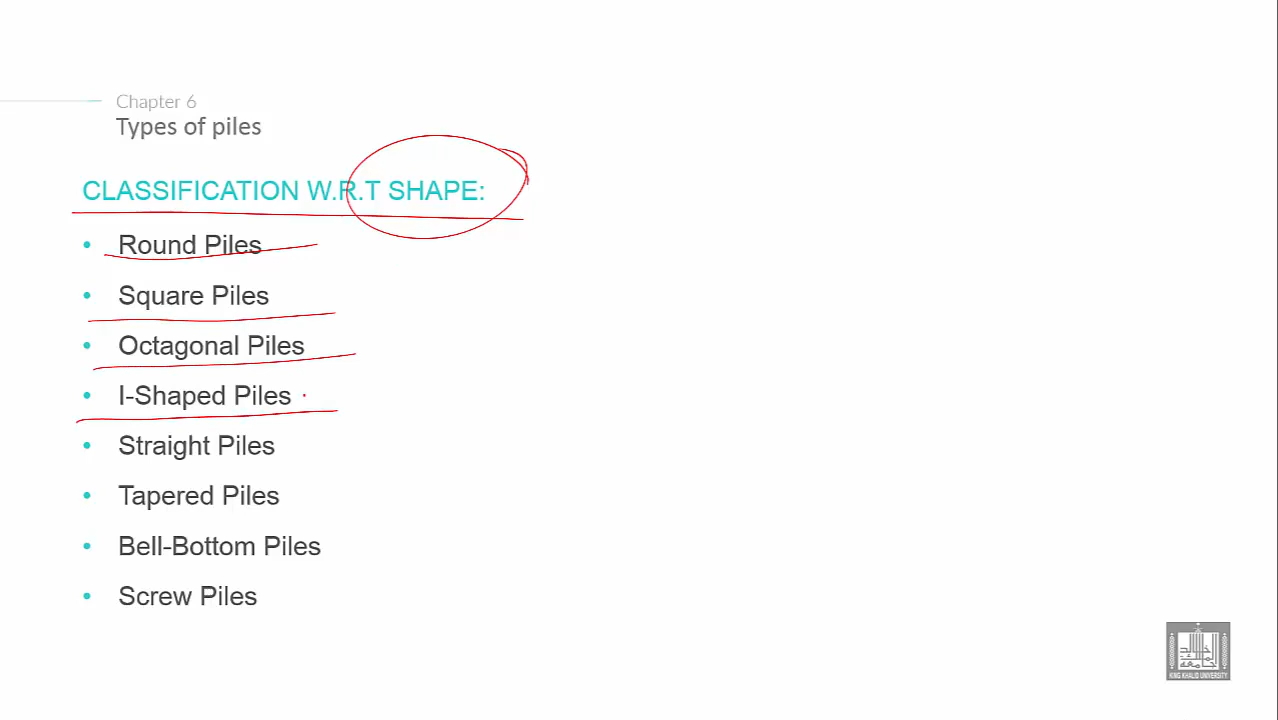 Chapter 6
Types of piles
CLASSIFICATION W.R.T SHAPE:
• Round Piles
• Square Piles
• Octagonal Piles
• I-Shaped Piles
• Straight Piles
• Tapered Piles
• Bell-Bottom Piles
• Screw Piles
KING KHALID UNIVERSITY